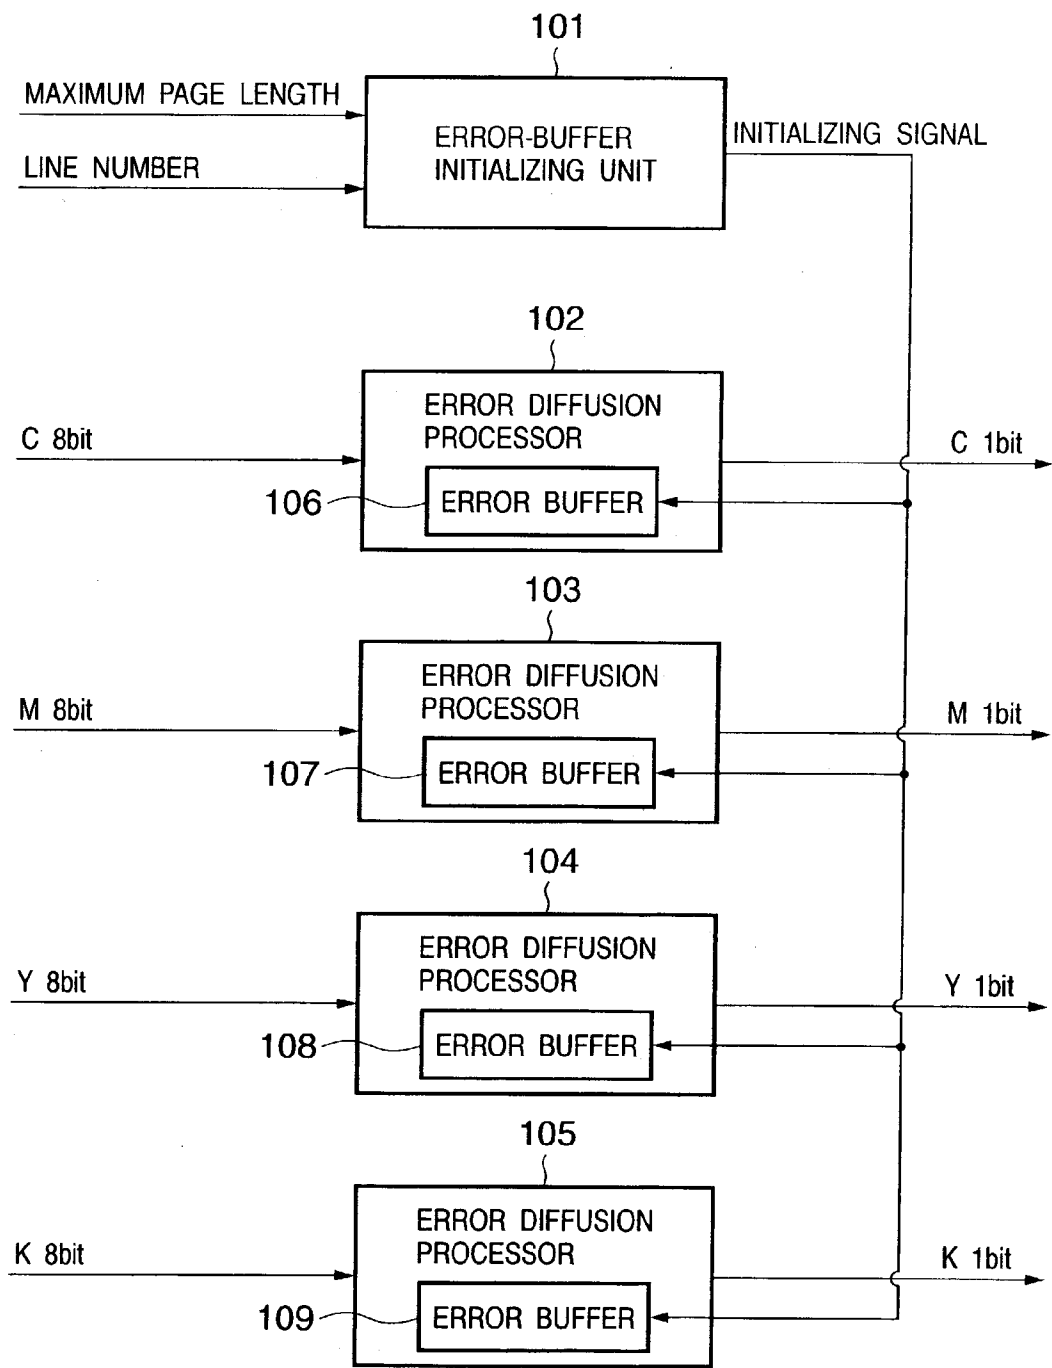 101
MAXIMUM PAGE LENGTH
LINE NUMBER
ERROR-BUFFER
INITIALIZING UNIT
INITIALIZING SIGNAL
102
C 8bit
ERROR DIFFUSION
PROCESSOR
C 1bit
106
ERROR BUFFER
103
M 8bit
ERROR DIFFUSION
PROCESSOR
M 1bit
107
ERROR BUFFER
104
Y 8bit
ERROR DIFFUSION
PROCESSOR
Y 1bit
108
ERROR BUFFER
105
K 8bit
ERROR DIFFUSION
PROCESSOR
K 1bit
109
ERROR BUFFER